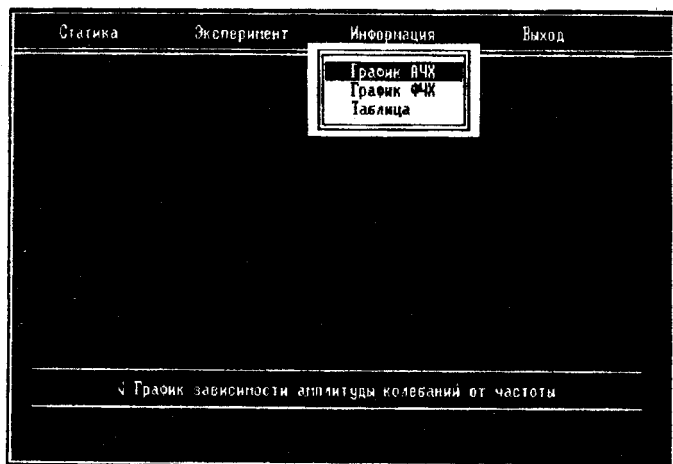 Статика Эксперимент Информация Выход
График АЧХ
График ФЧХ
Таблица
√ График зависимости амплитуды колебаний от частоты